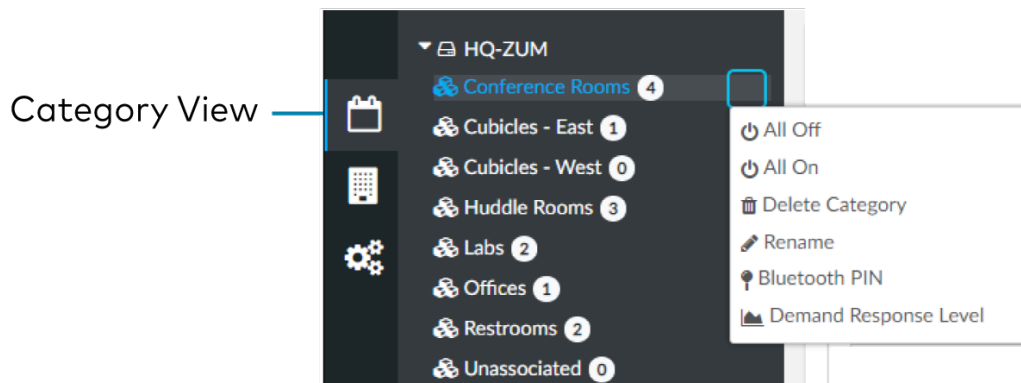 HQ-ZUM
Conference Rooms 4
Category View
Cubicles - East 1
Cubicles - West 0
Huddle Rooms 3
Labs 2
Offices 1
Restrooms 2
Unassociated 0
All Off
All On
Delete Category
Rename
Bluetooth PIN
Demand Response Level